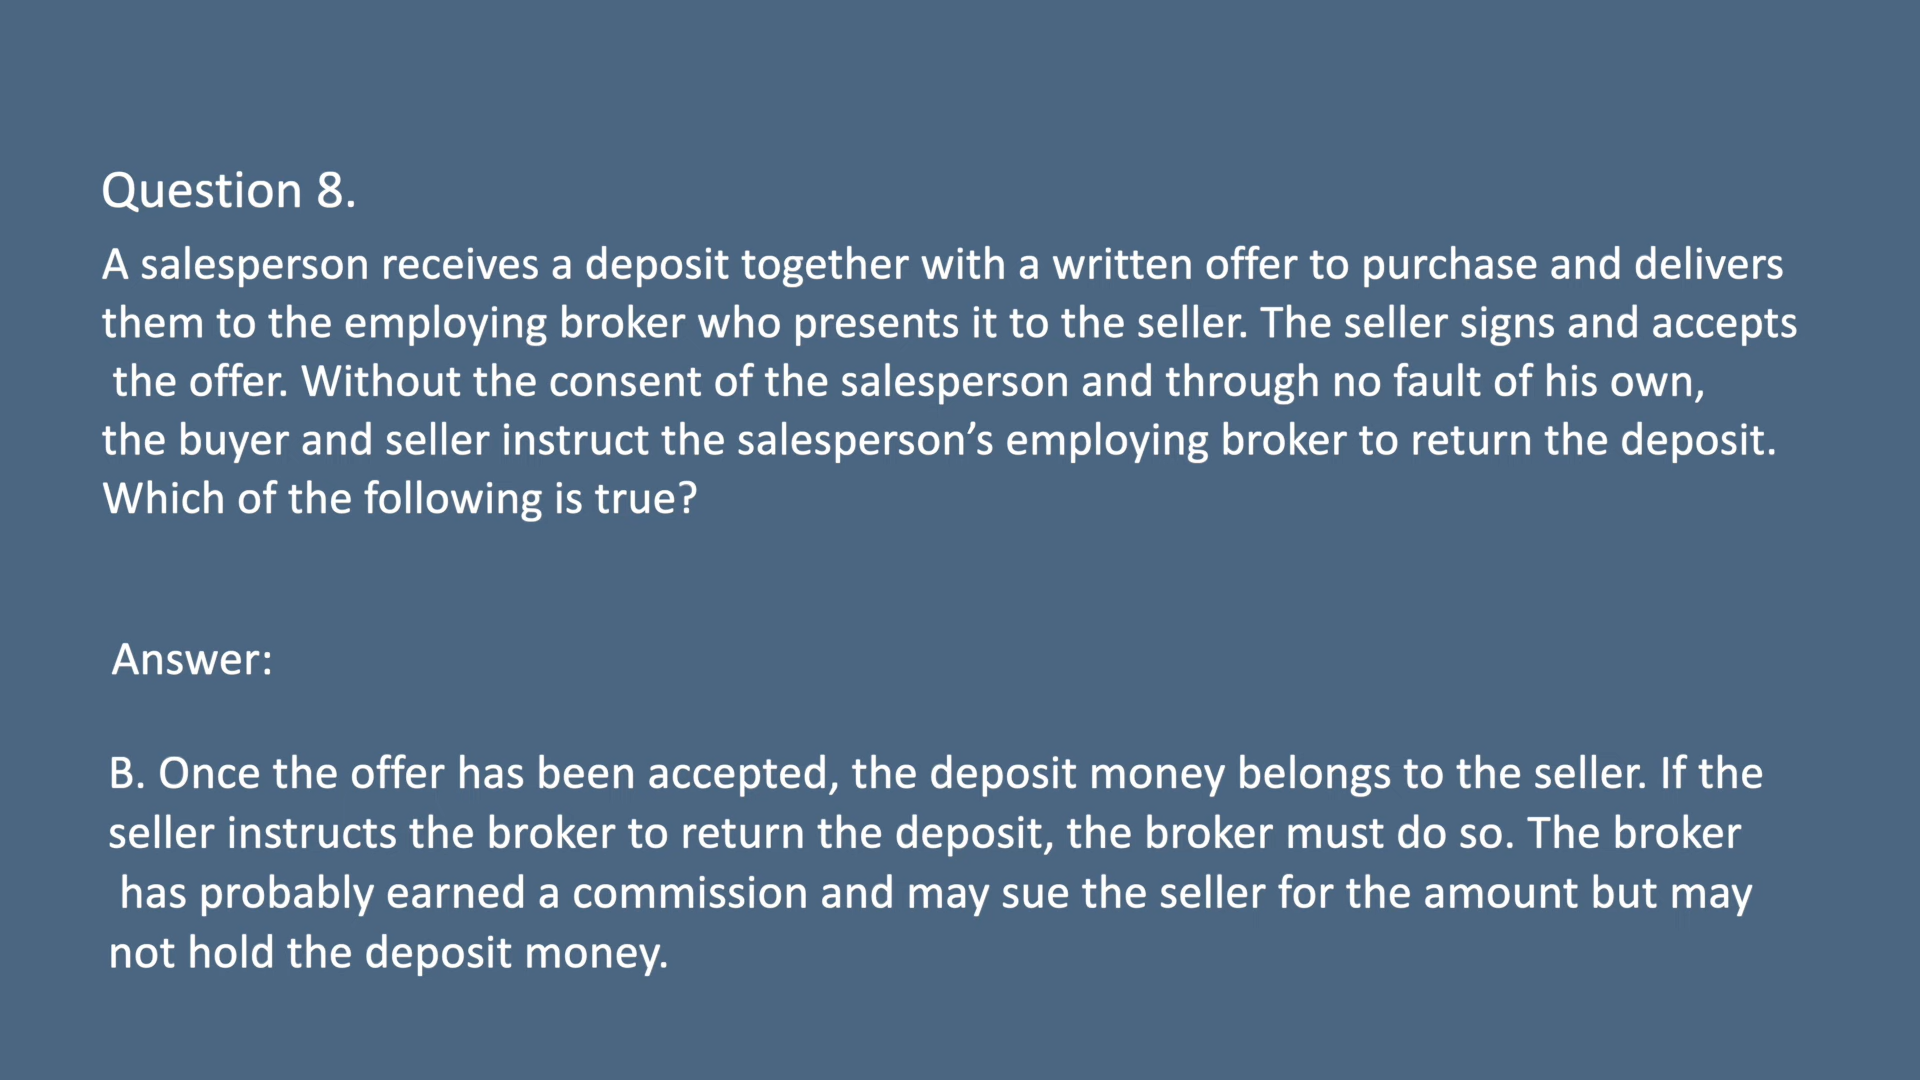 Question 8.
A salesperson receives a deposit together with a written offer to purchase and delivers
them to the employing broker who presents it to the seller. The seller signs and accepts
the offer. Without the consent of the salesperson and through no fault of his own,
the buyer and seller instruct the salesperson’s employing broker to return the deposit.
Which of the following is true?
Answer:
B. Once the offer has been accepted, the deposit money belongs to the seller. If the
seller instructs the broker to return the deposit, the broker must do so. The broker
has probably earned a commission and may sue the seller for the amount but may
not hold the deposit money.